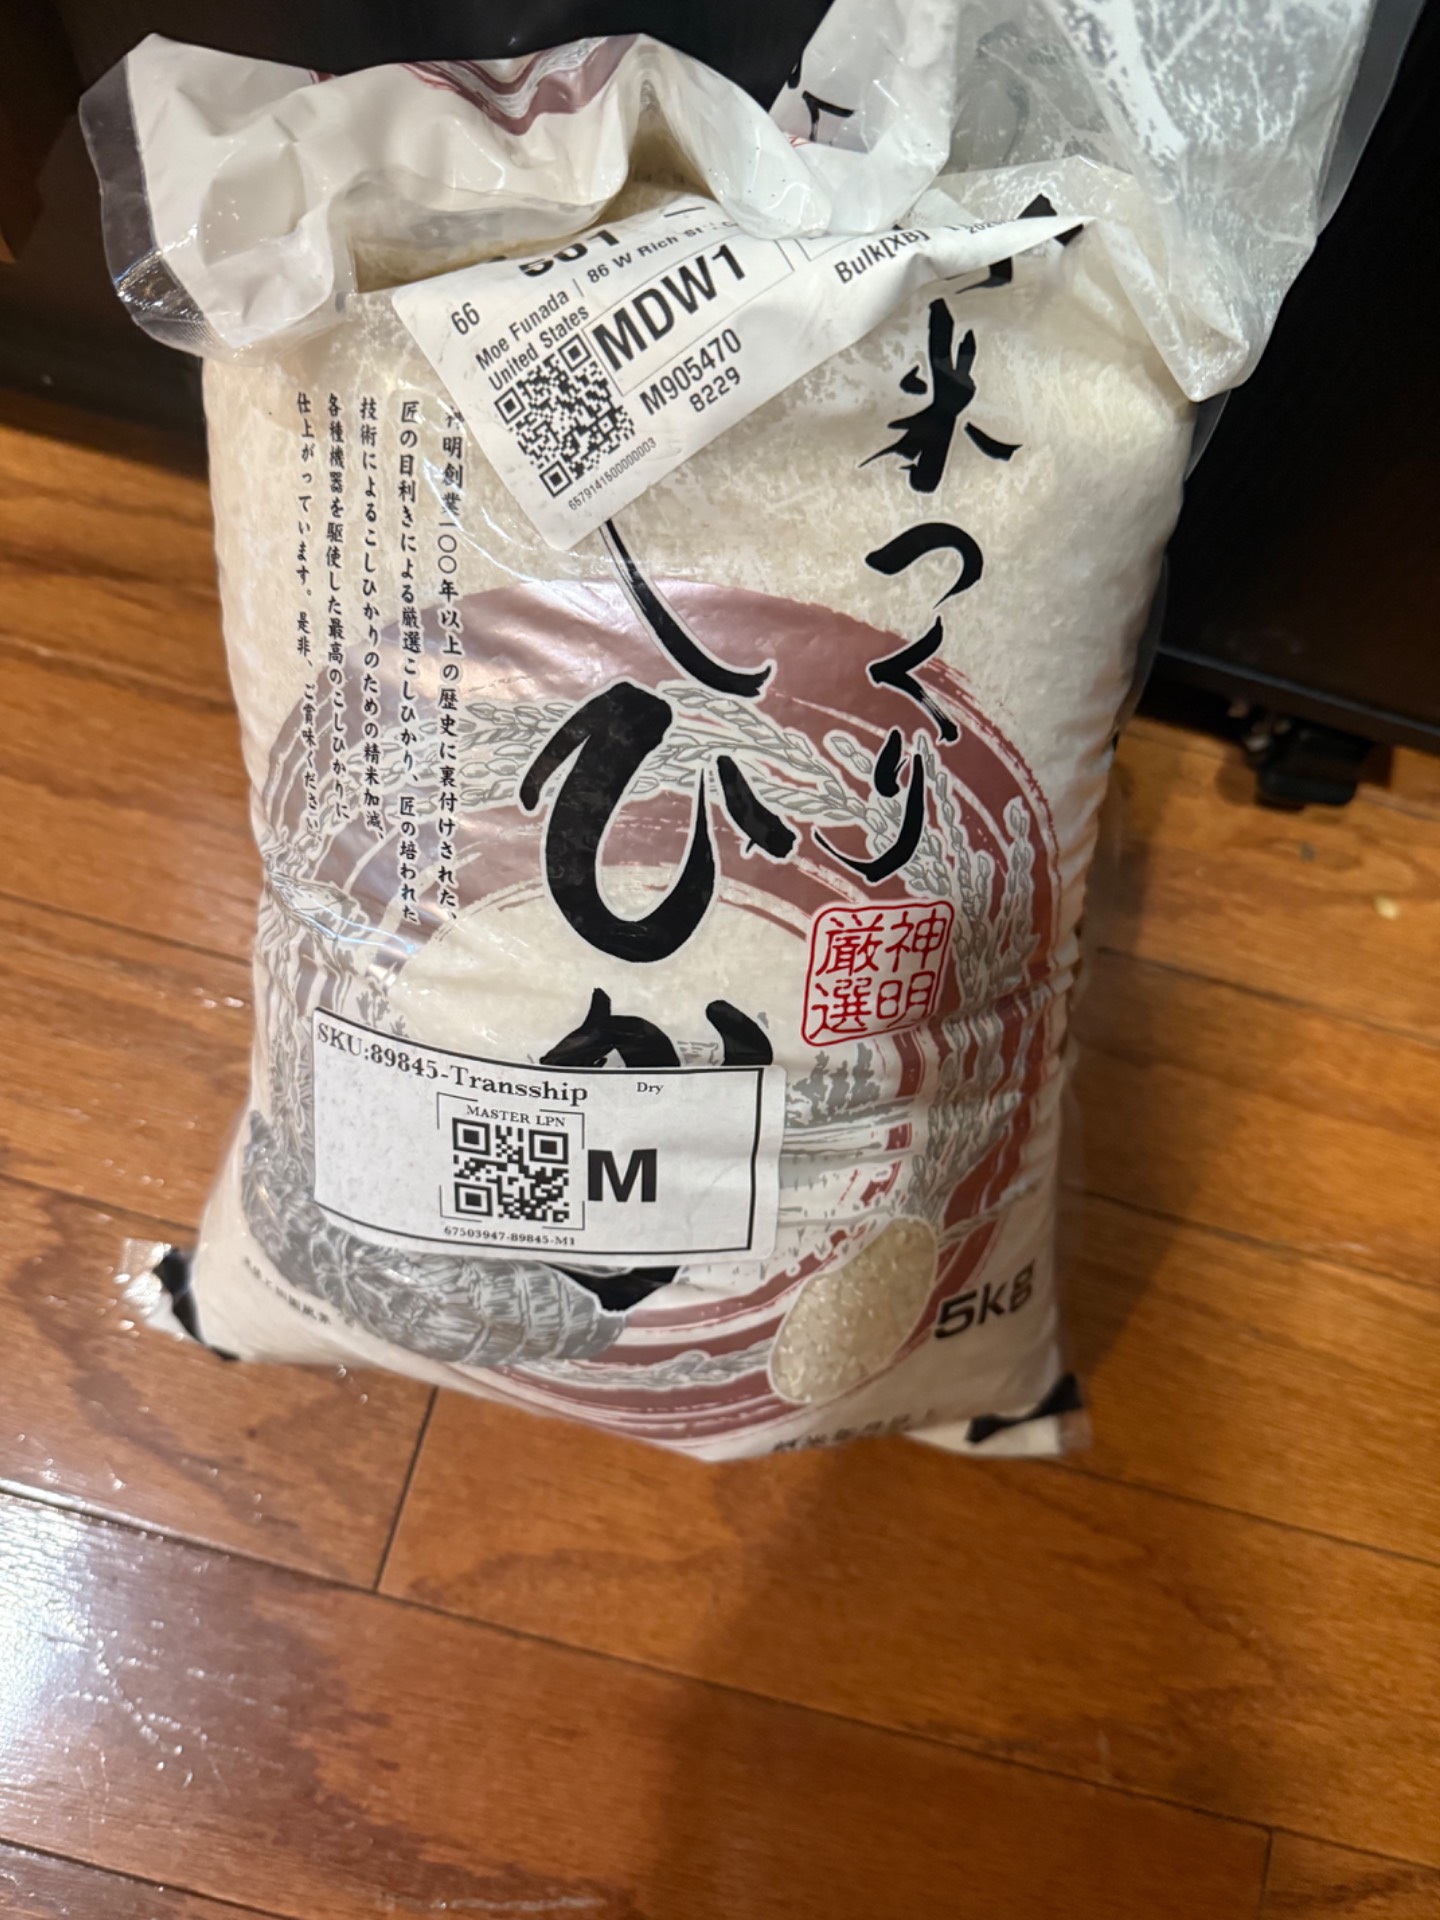 66
501
Moe Funada | 86 W Rich St
United States
MDW1
Bulk[XB]
M905470
8229
657914150000003
米つくり
しひか
神明
厳選
明創業一〇〇年以上の歴史に裏付けされた、
匠の目利きによる厳選こしひかり、匠の培われた
技術によるこしひかりのための精米加減、
各種機器を駆使した最高のこしひかりに
仕上がっています。是非、ご賞味ください
SKU:89845-Transship
Dry
MASTER LPN
M
67503947-89845-M1
5kg